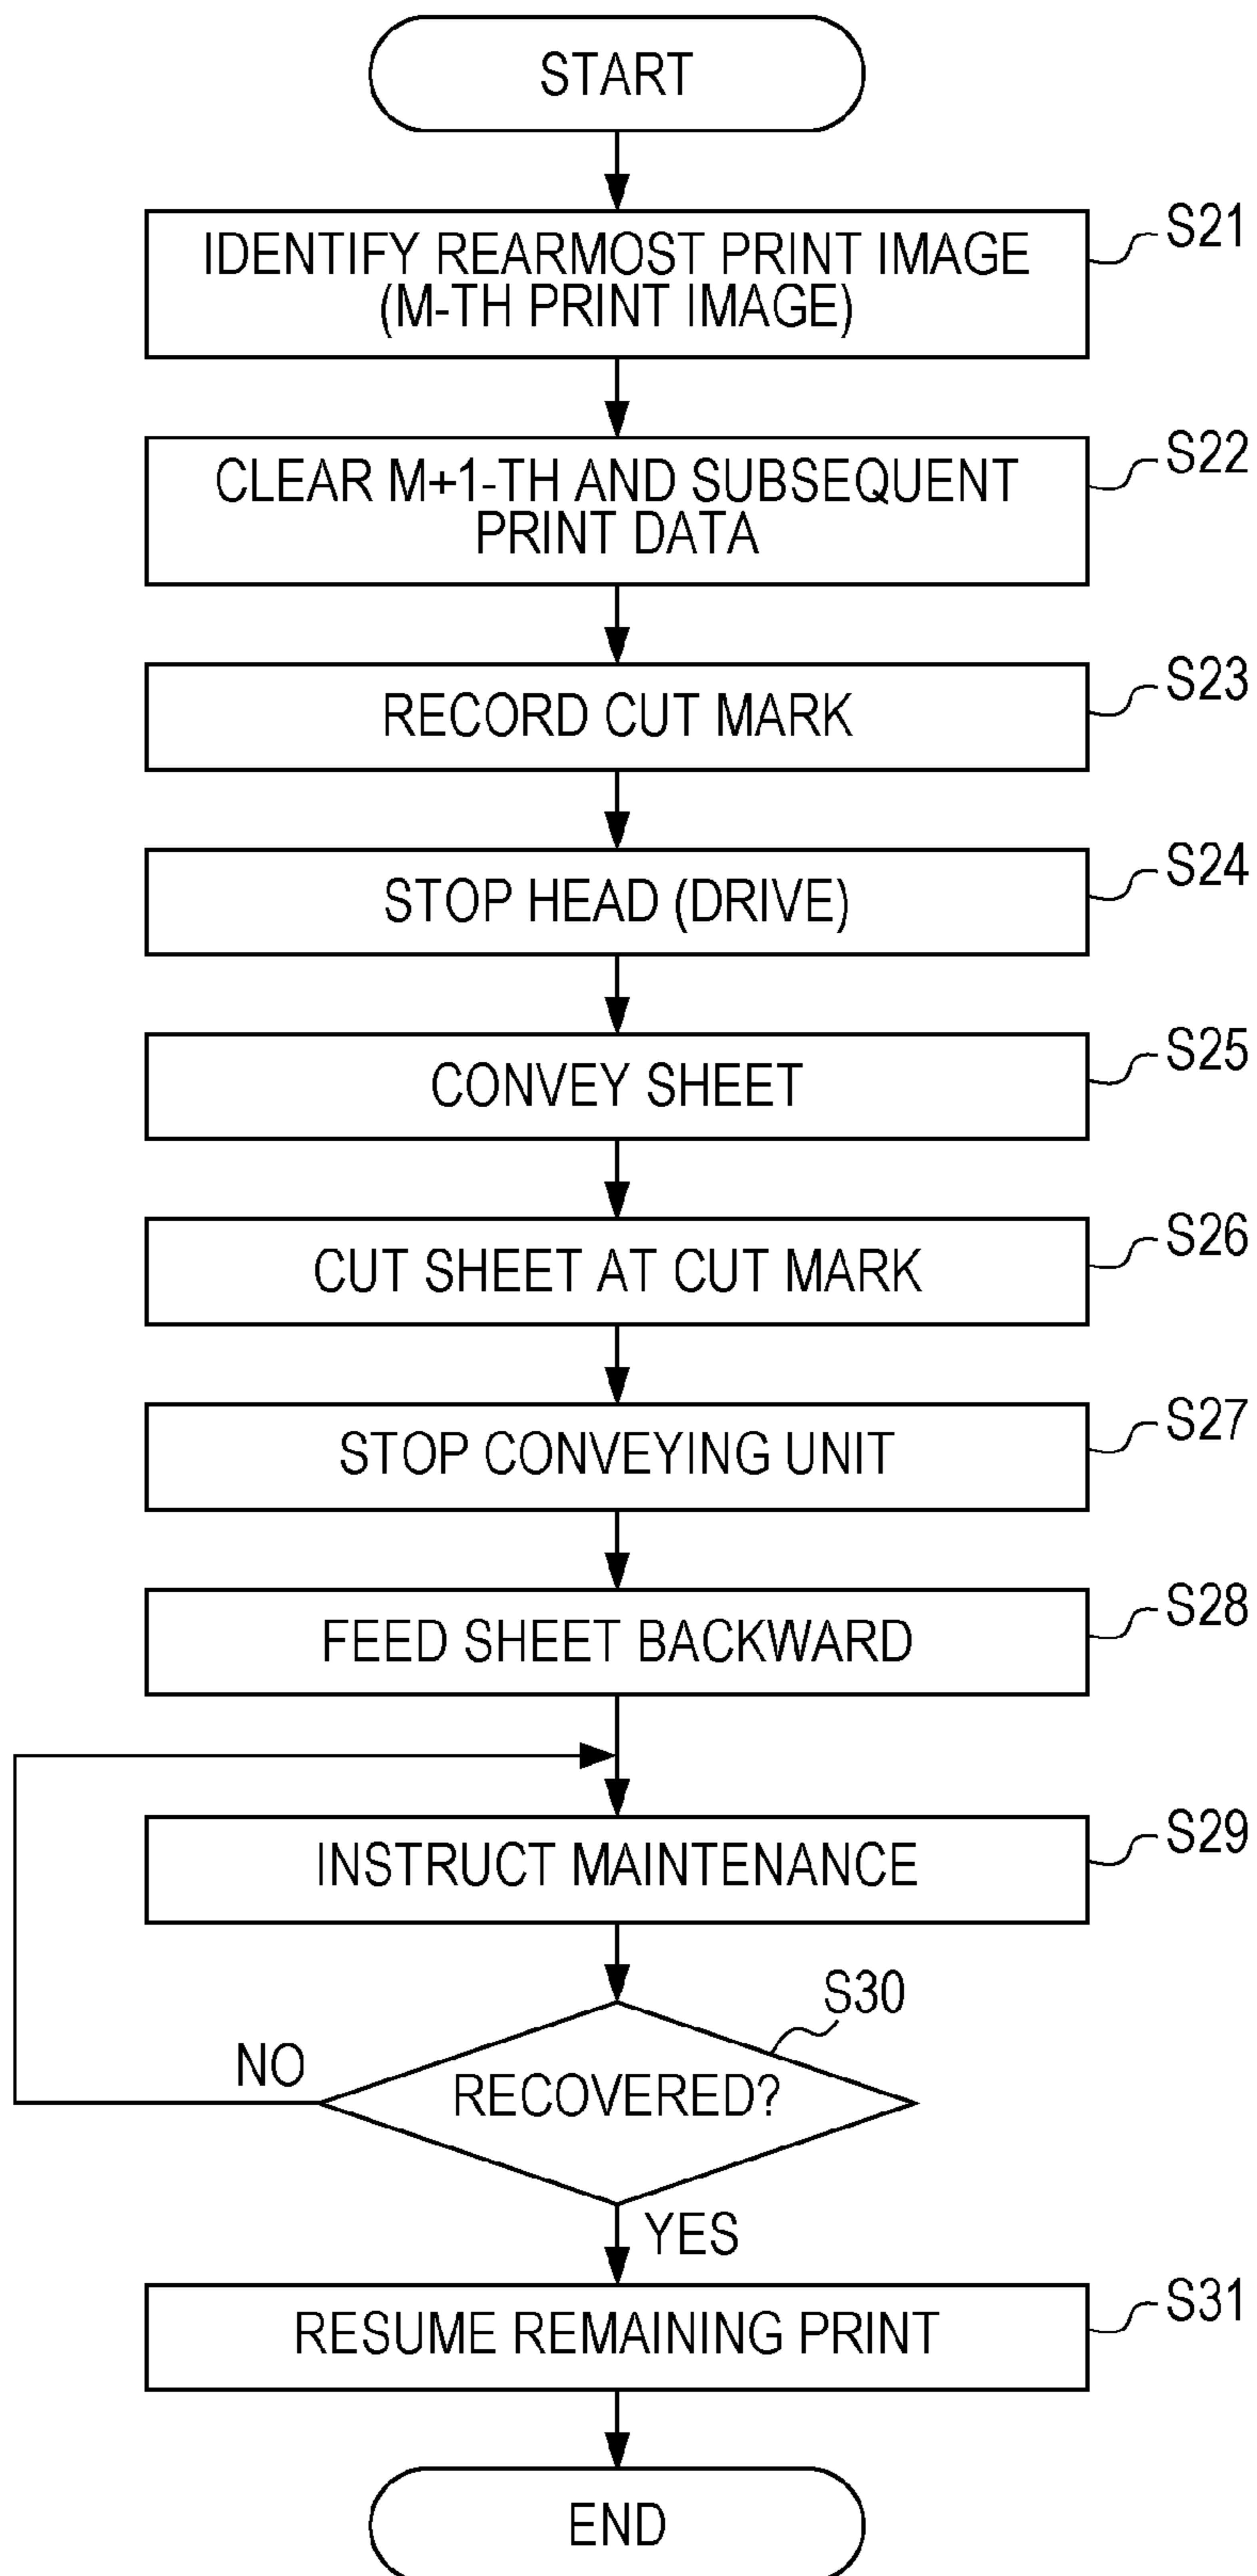 START
S21
IDENTIFY REARMOST PRINT IMAGE
(M-TH PRINT IMAGE)
S22
CLEAR M+1-TH AND SUBSEQUENT
PRINT DATA
S23
RECORD CUT MARK
S24
STOP HEAD (DRIVE)
S25
CONVEY SHEET
S26
CUT SHEET AT CUT MARK
S27
STOP CONVEYING UNIT
S28
FEED SHEET BACKWARD
S29
INSTRUCT MAINTENANCE
S30
NO
RECOVERED?
YES
S31
RESUME REMAINING PRINT
END